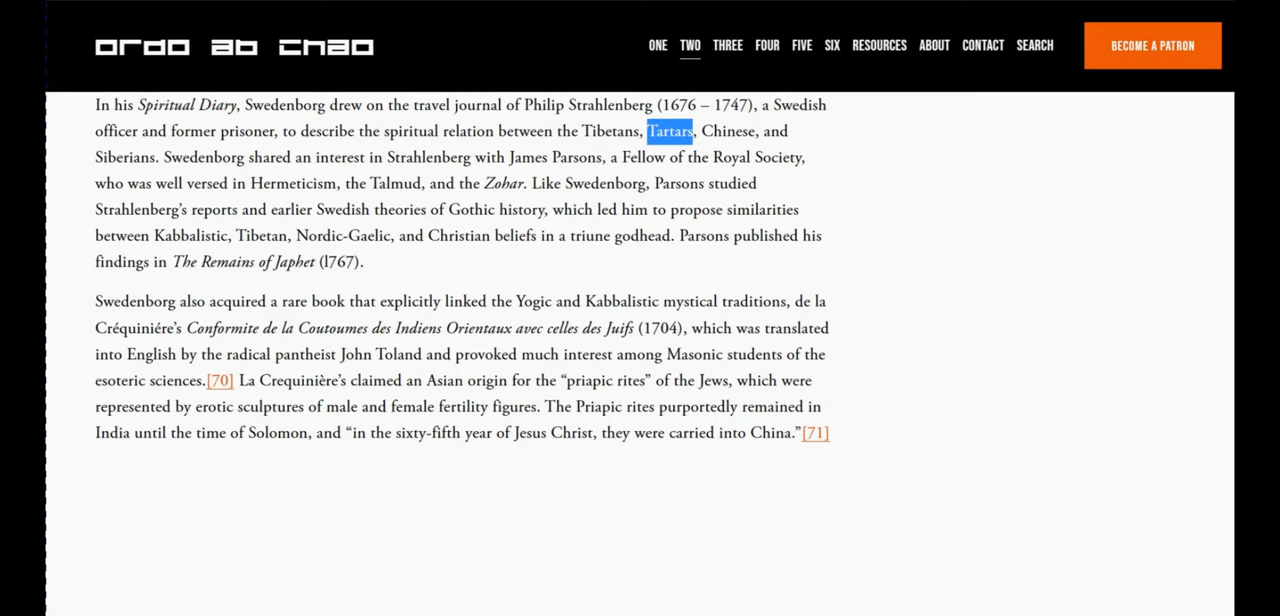 ordo ab chao
ONE TWO THREE FOUR FIVE SIX RESOURCES ABOUT CONTACT SEARCH
BECOME A PATRON
In his Spiritual Diary, Swedenborg drew on the travel journal of Philip Strahlenberg (1676 – 1747), a Swedish
officer and former prisoner, to describe the spiritual relation between the Tibetans, Tartars, Chinese, and
Siberians. Swedenborg shared an interest in Strahlenberg with James Parsons, a Fellow of the Royal Society,
who was well versed in Hermeticism, the Talmud, and the Zohar. Like Swedenborg, Parsons studied
Strahlenberg’s reports and earlier Swedish theories of Gothic history, which led him to propose similarities
between Kabbalistic, Tibetan, Nordic-Gaelic, and Christian beliefs in a triune godhead. Parsons published his
findings in The Remains of Japhet (l767).
Swedenborg also acquired a rare book that explicitly linked the Yogic and Kabbalistic mystical traditions, de la
Créquiniére’s Conformite de la Coutoumes des Indiens Orientaux avec celles des Juifs (1704), which was translated
into English by the radical pantheist John Toland and provoked much interest among Masonic students of the
esoteric sciences.[70] La Crequinière’s claimed an Asian origin for the “priapic rites” of the Jews, which were
represented by erotic sculptures of male and female fertility figures. The Priapic rites purportedly remained in
India until the time of Solomon, and “in the sixty-fifth year of Jesus Christ, they were carried into China.”[71]